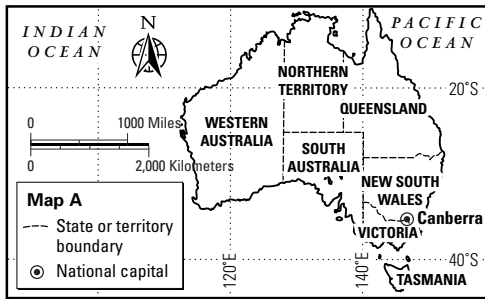 INDIAN
OCEAN
N
PACIFIC
OCEAN
NORTHERN
TERRITORY
20°S
QUEENSLAND
0 1000 Miles
0 2,000 Kilometers
WESTERN
AUSTRALIA
SOUTH
AUSTRALIA
NEW SOUTH
WALES
Canberra
VICTORIA
Map A
State or territory
boundary
National capital
120°E
140°E
40°S
TASMANIA